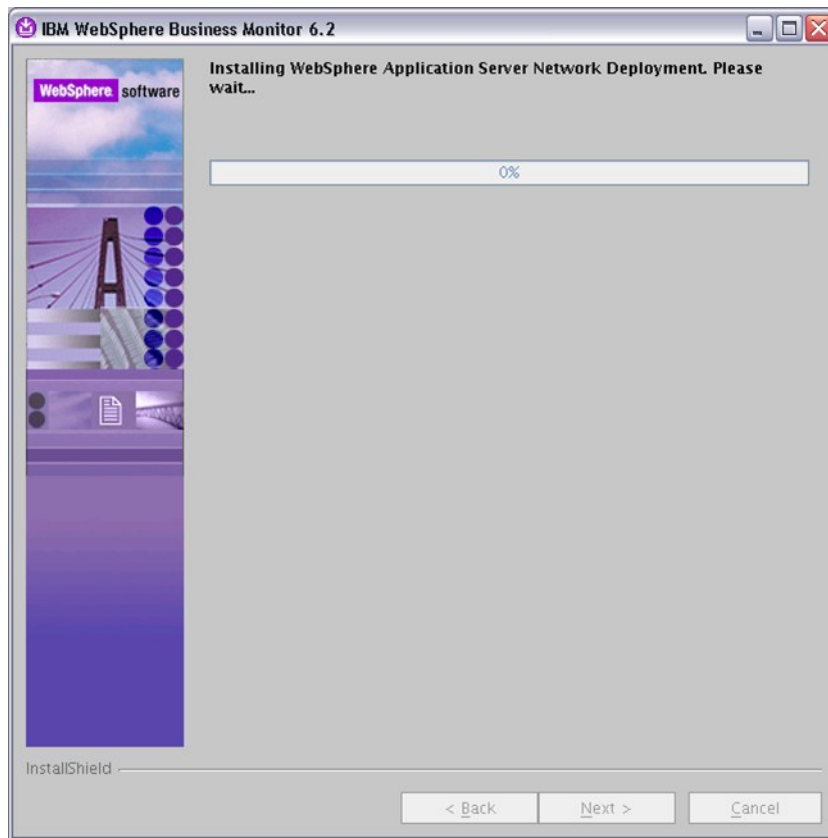 IBM WebSphere Business Monitor 6.2
WebSphere software
Installing WebSphere Application Server Network Deployment. Please
wait...
0%
InstallShield
< Back
Next >
Cancel